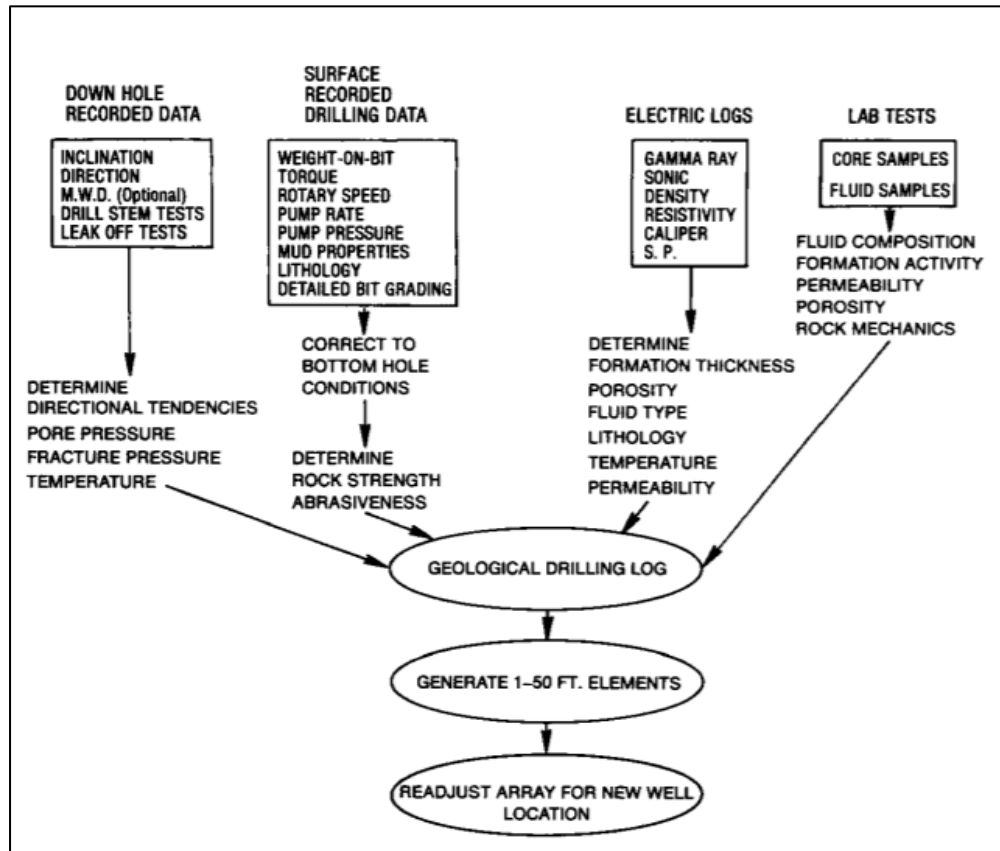 DOWN HOLE
RECORDED DATA
INCLINATION
DIRECTION
M.W.D. (Optional)
DRILL STEM TESTS
LEAK OFF TESTS
DETERMINE
DIRECTIONAL TENDENCIES
PORE PRESSURE
FRACTURE PRESSURE
TEMPERATURE
SURFACE
RECORDED
DRILLING DATA
WEIGHT-ON-BIT
TORQUE
ROTARY SPEED
PUMP RATE
PUMP PRESSURE
MUD PROPERTIES
LITHOLOGY
DETAILED BIT GRADING
CORRECT TO
BOTTOM HOLE
CONDITIONS
DETERMINE
ROCK STRENGTH
ABRASIVENESS
ELECTRIC LOGS
GAMMA RAY
SONIC
DENSITY
RESISTIVITY
CALIPER
S. P.
DETERMINE
FORMATION THICKNESS
POROSITY
FLUID TYPE
LITHOLOGY
TEMPERATURE
PERMEABILITY
LAB TESTS
CORE SAMPLES
FLUID SAMPLES
FLUID COMPOSITION
FORMATION ACTIVITY
PERMEABILITY
POROSITY
ROCK MECHANICS
GEOLOGICAL DRILLING LOG
GENERATE 1–50 FT. ELEMENTS
READJUST ARRAY FOR NEW WELL
LOCATION